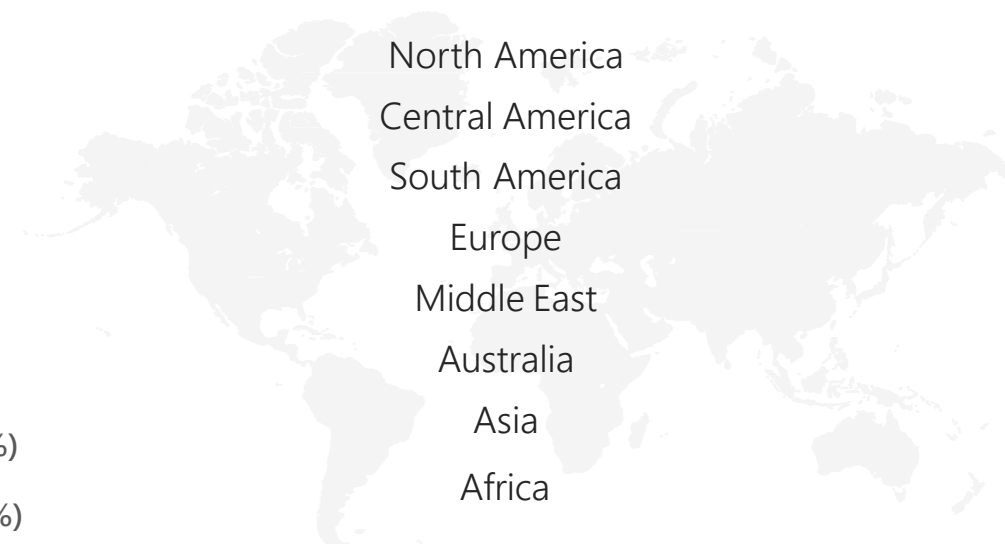 North America
Central America
South America
Europe
Middle East
Australia
Asia
%)
Africa
%)